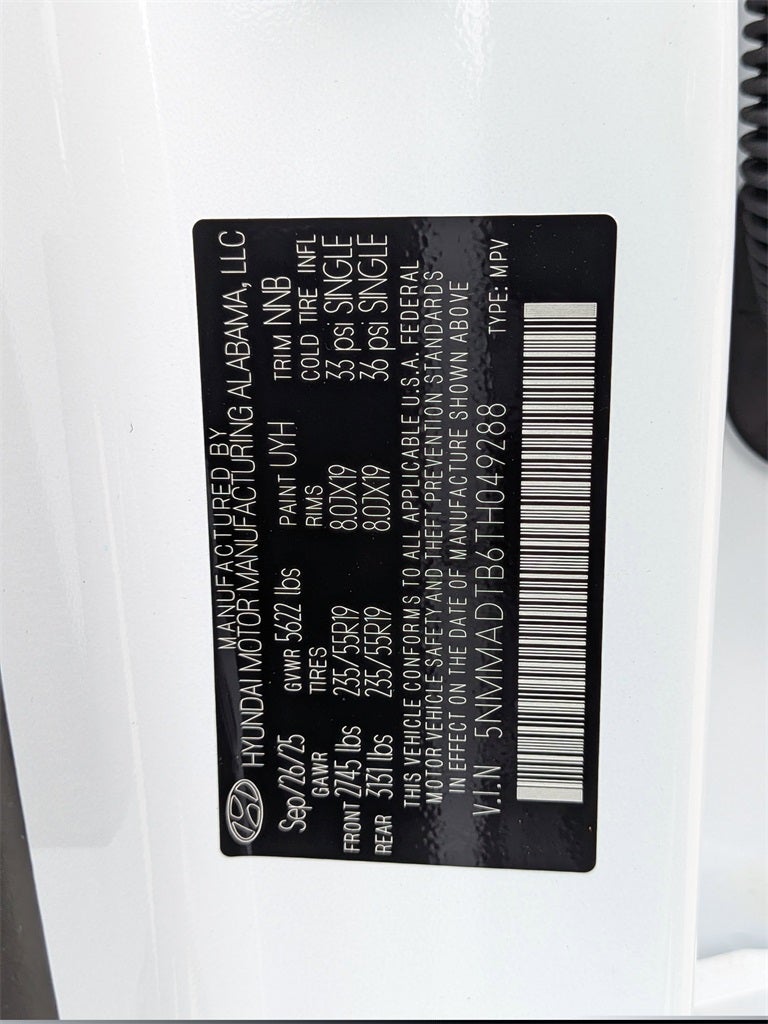 MANUFACTURED BY
HYUNDAI MOTOR MANUFACTURING ALABAMA, LLC
Sep/26/25 GVWR 5622 lbs PAINT UYH TRIM NNB
GAWR TIRES RIMS COLD TIRE INFL
FRONT 2745 lbs 235/55R19 8.0JX19 33 psi SINGLE
REAR 3131 lbs 235/55R19 8.0JX19 36 psi SINGLE
THIS VEHICLE CONFORMS TO ALL APPLICABLE U.S.A. FEDERAL
MOTOR VEHICLE SAFETY AND THEFT PREVENTION STANDARDS
IN EFFECT ON THE DATE OF MANUFACTURE SHOWN ABOVE
V.I.N 5NMMADTB6TH049288 TYPE: MPV